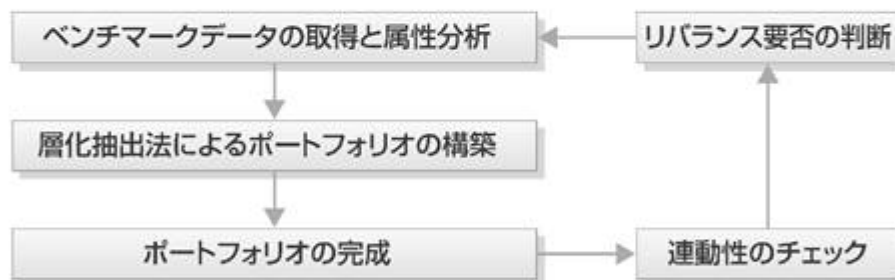 ベンチマークデータの取得と属性分析
リバランス要否の判断
層化抽出法によるポートフォリオの構築
ポートフォリオの完成
連動性のチェック